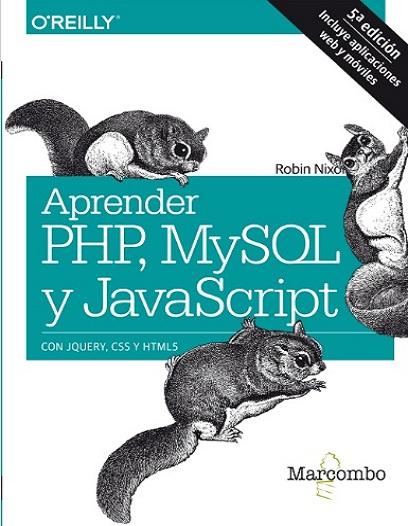 O'REILLY
5ª edición
Incluye aplicaciones
web y móviles
Robin Nixon
Aprender
PHP, MySQL
y JavaScript
CON JQUERY, CSS Y HTML5
Marcombo